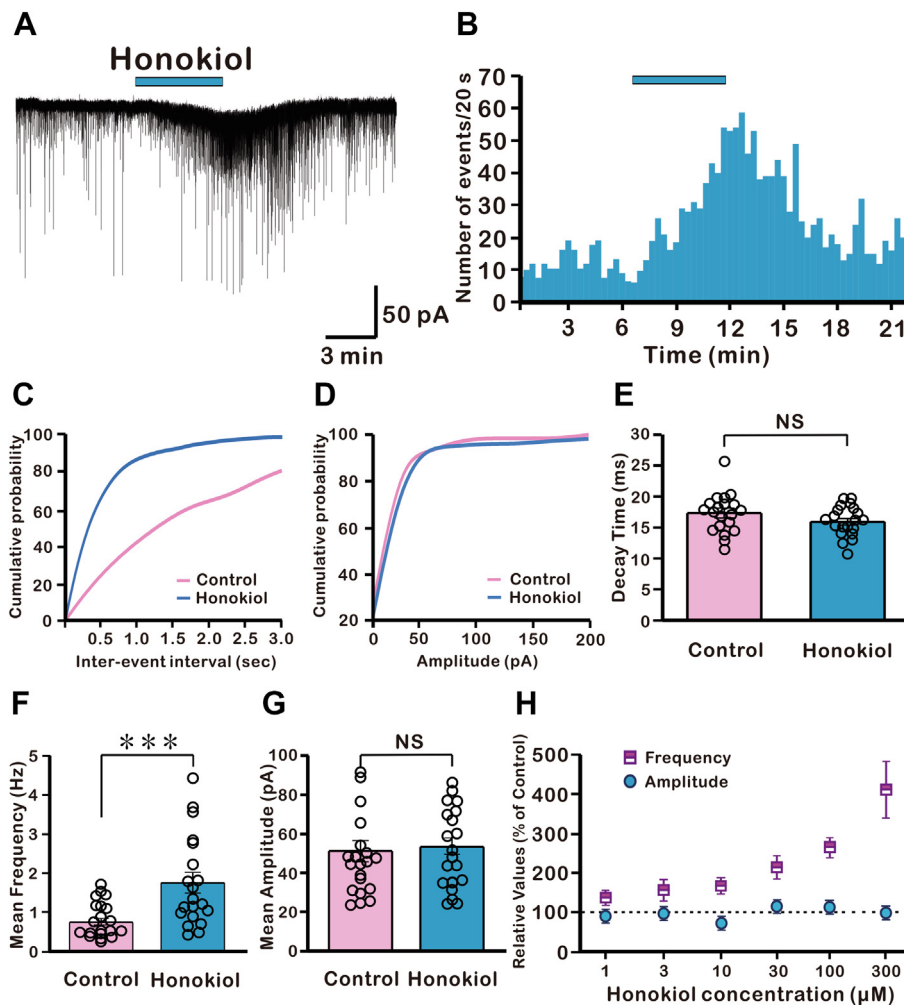 A
Honokiol
50 pA
3 min
B
Number of events/20 s
70
60
50
40
30
20
10
0
3 6 9 12 15 18 21
Time (min)
C
Cumulative probability
100
80
60
40
20
0
Control
Honokiol
0.5 1.0 1.5 2.0 2.5 3.0
Inter-event interval (sec)
D
Cumulative probability
100
80
60
40
20
Control
Honokiol
0 50 100 150 200
Amplitude (pA)
E
NS
Decay Time (ms)
30
25
20
15
10
5
0
Control Honokiol
F
***
Mean Frequency (Hz)
5
4
3
2
1
0
Control Honokiol
G
NS
Mean Amplitude (pA)
100
80
60
40
20
0
Control Honokiol
H
Relative Values (% of Control)
500
400
300
200
100
0
Frequency
Amplitude
1 3 10 30 100 300
Honokiol concentration (µM)